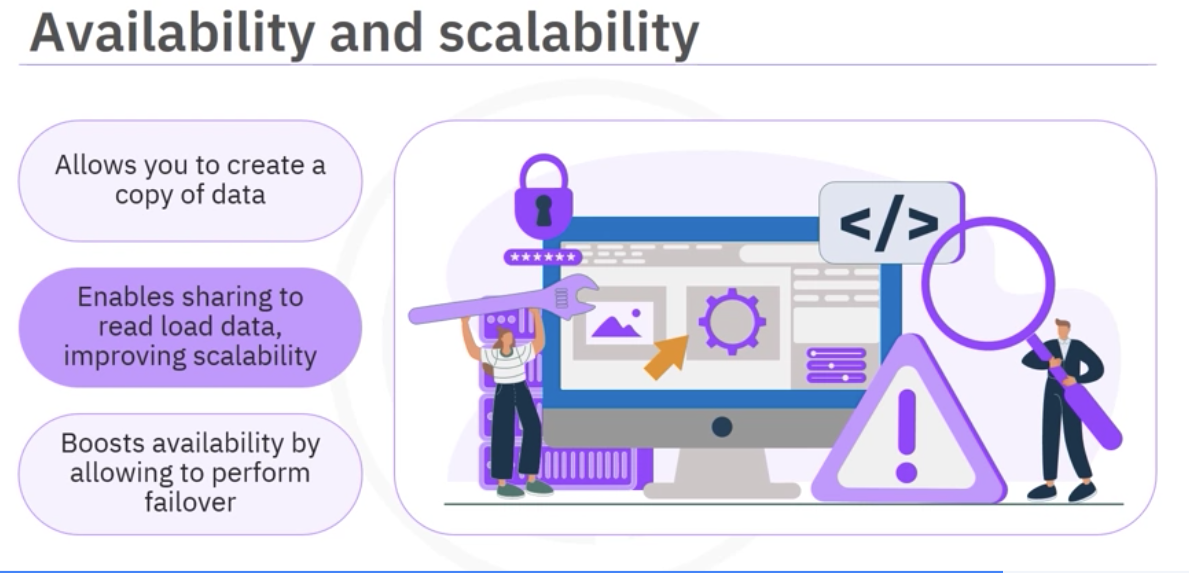 Availability and scalability
Allows you to create a
copy of data
Enables sharing to
read load data,
improving scalability
Boosts availability by
allowing to perform
failover
</>
******